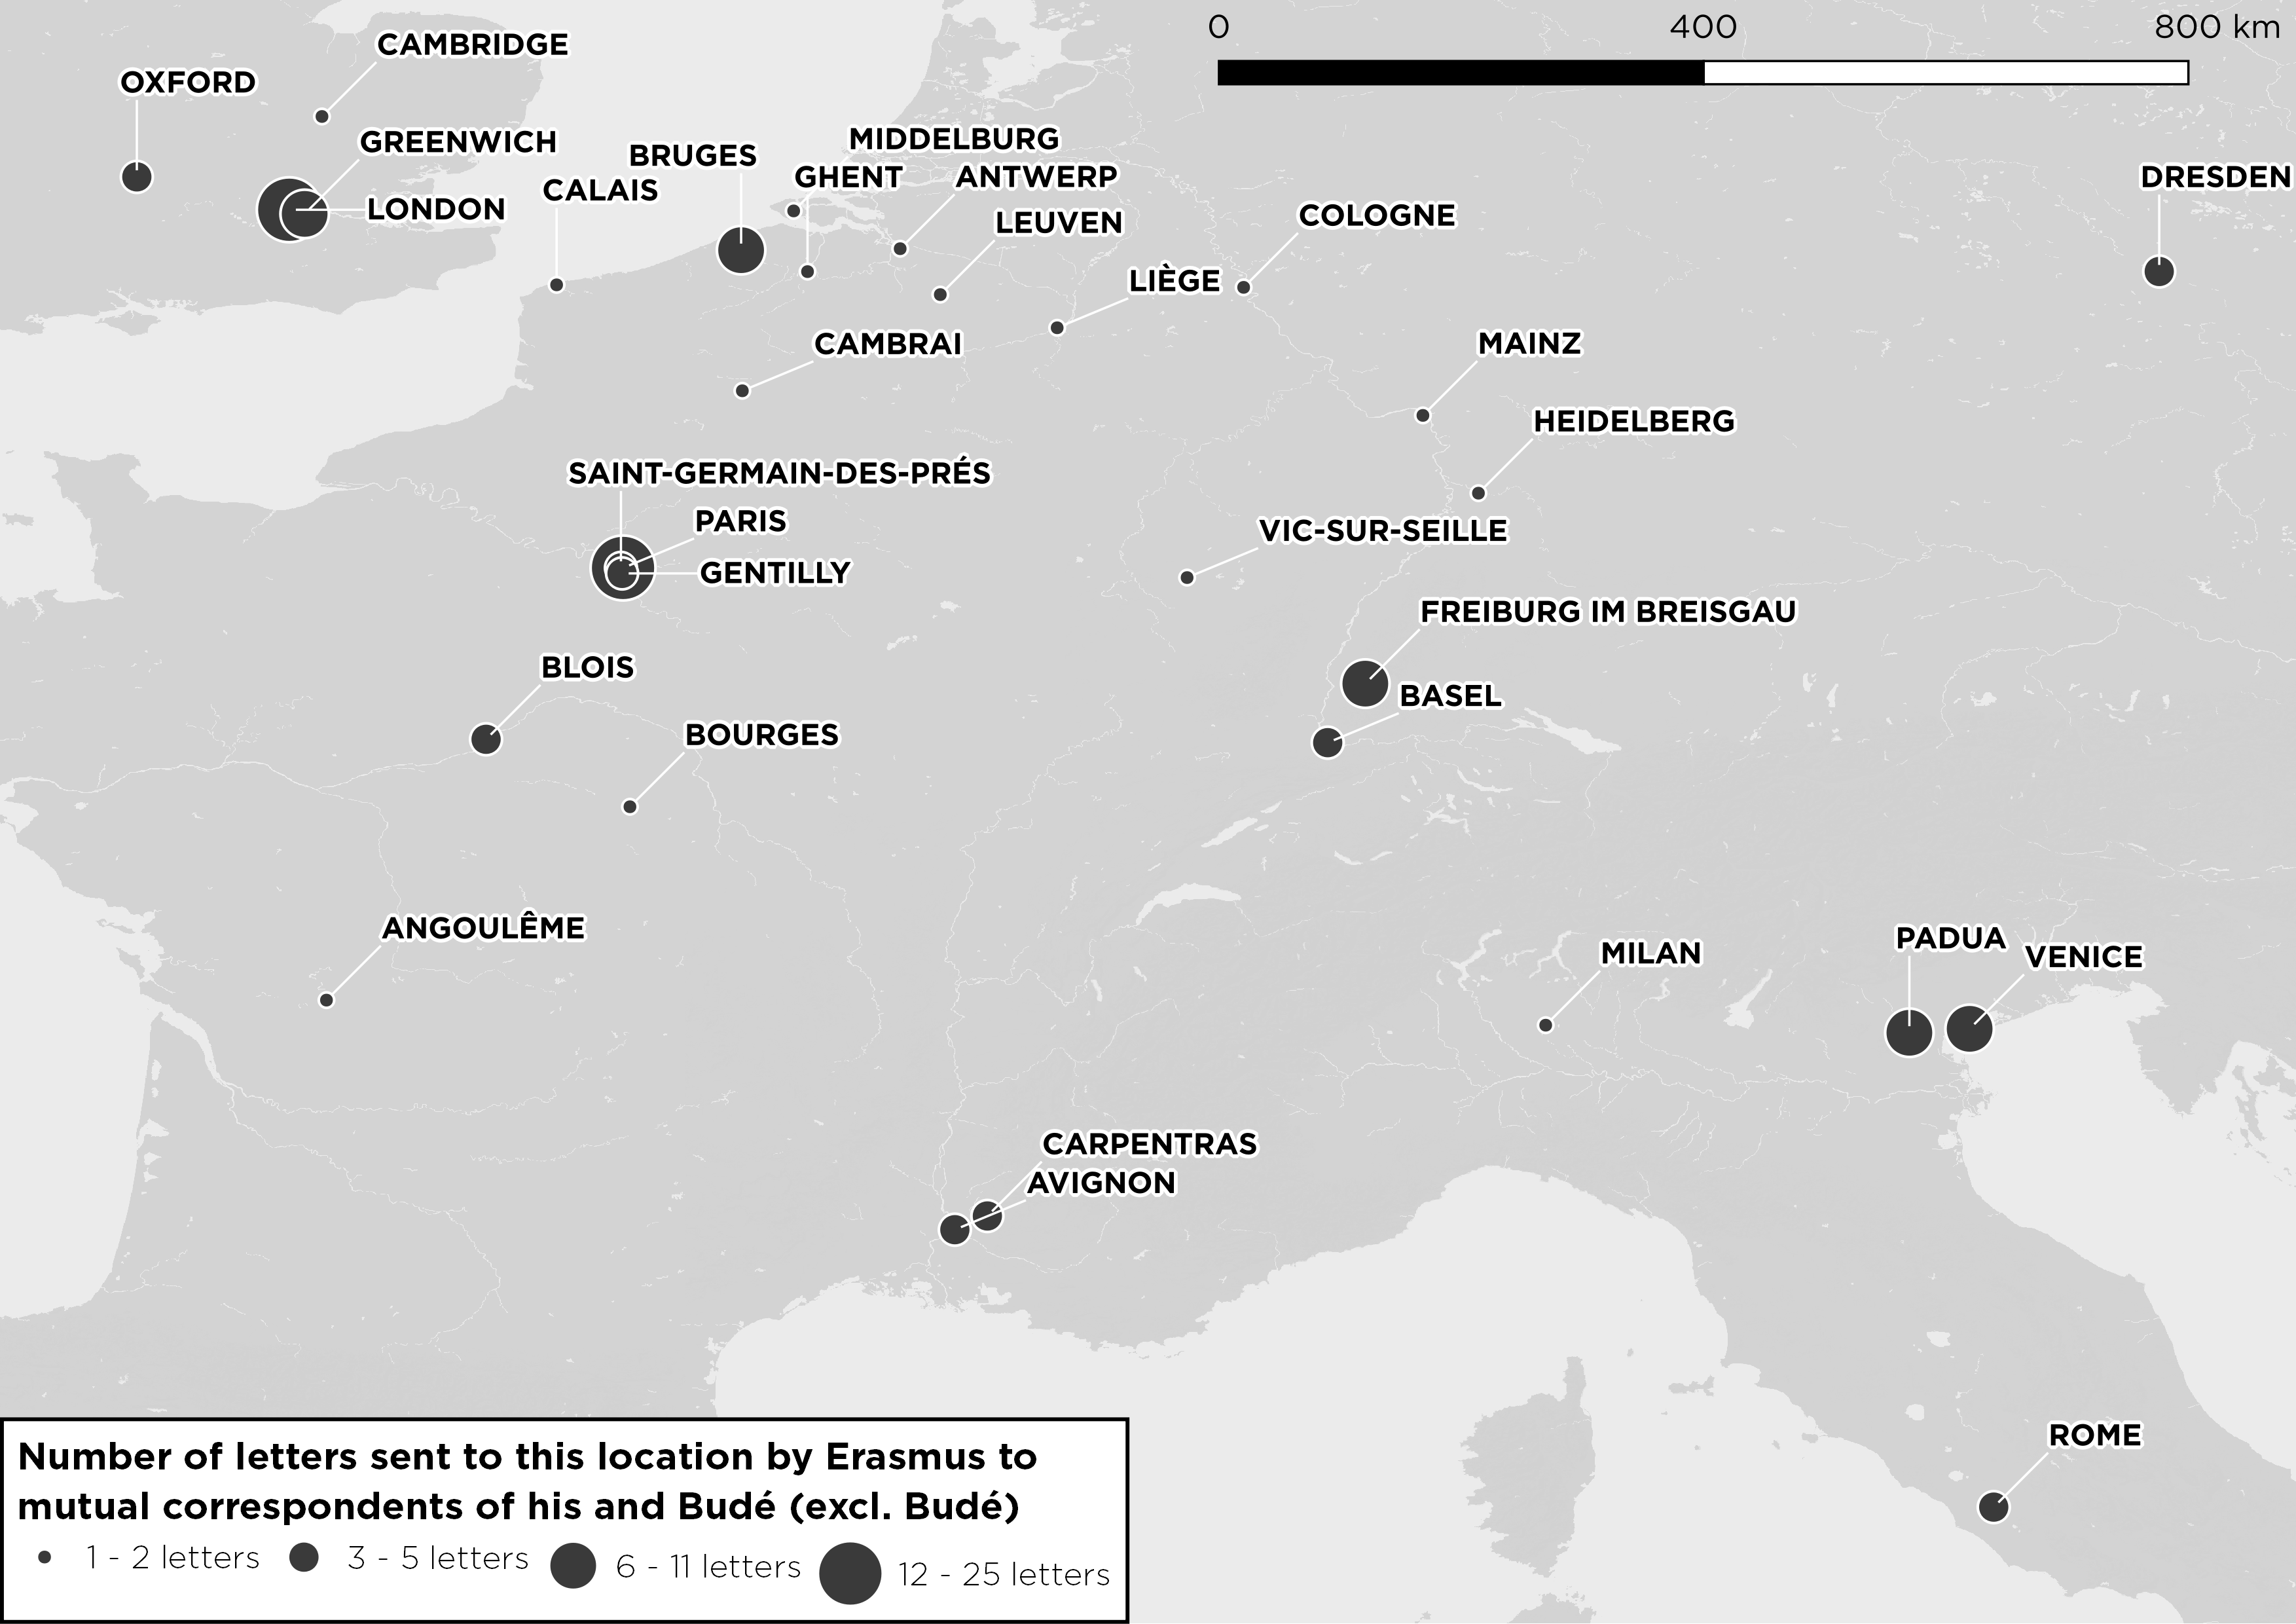 0 400 800 km
CAMBRIDGE
OXFORD
GREENWICH
MIDDELBURG
BRUGES
GHENT
ANTWERP
DRESDEN
CALAIS
LONDON
LEUVEN
COLOGNE
LIÈGE
CAMBRAI
MAINZ
HEIDELBERG
SAINT-GERMAIN-DES-PRÉS
PARIS
VIC-SUR-SEILLE
GENTILLY
FREIBURG IM BREISGAU
BLOIS
BASEL
BOURGES
ANGOULÊME
PADUA
MILAN
VENICE
CARPENTRAS
AVIGNON
ROME
Number of letters sent to this location by Erasmus to
mutual correspondents of his and Budé (excl. Budé)
1 - 2 letters 3 - 5 letters 6 - 11 letters 12 - 25 letters